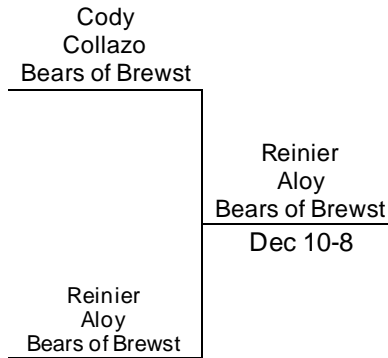 Cody
Collazo
Bears of Brewst
Reinier
Aloy
Bears of Brewst
Dec 10-8
Reinier
Aloy
Bears of Brewst